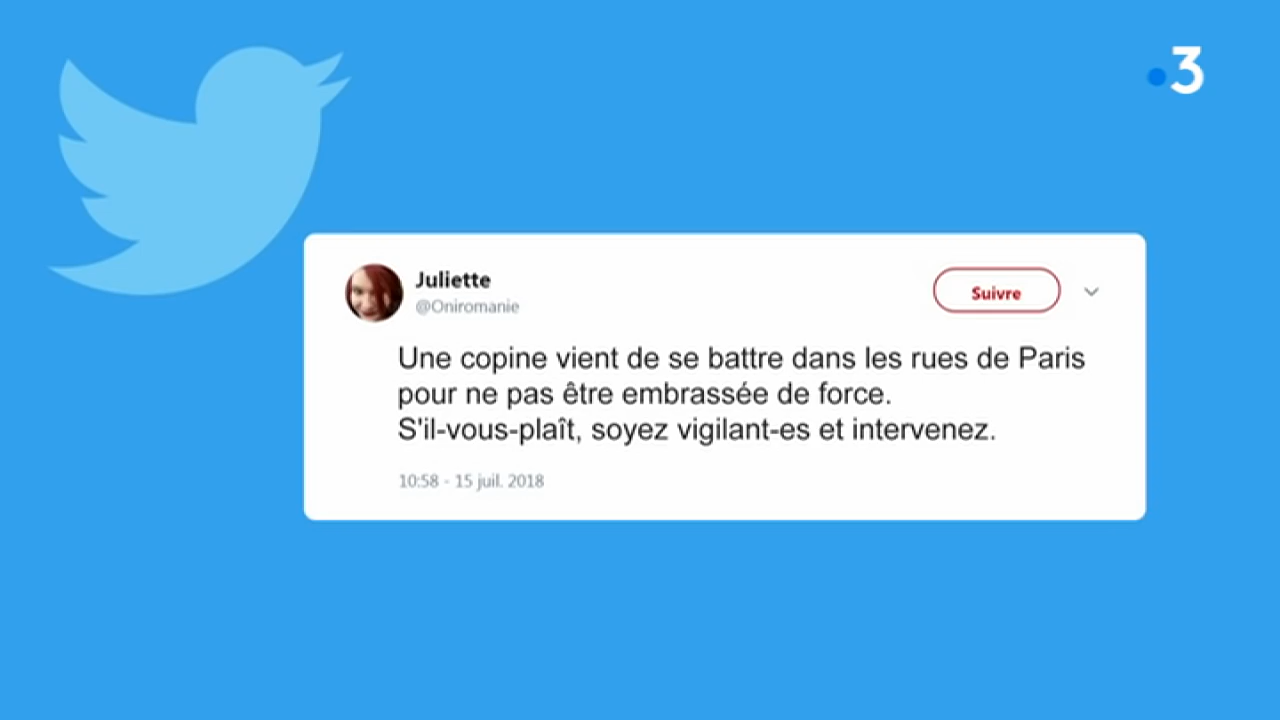 3
Juliette
@Oniromanie
Suivre
Une copine vient de se battre dans les rues de Paris
pour ne pas être embrassée de force.
S'il-vous-plaît, soyez vigilant-es et intervenez.
10:58 - 15 juil. 2018